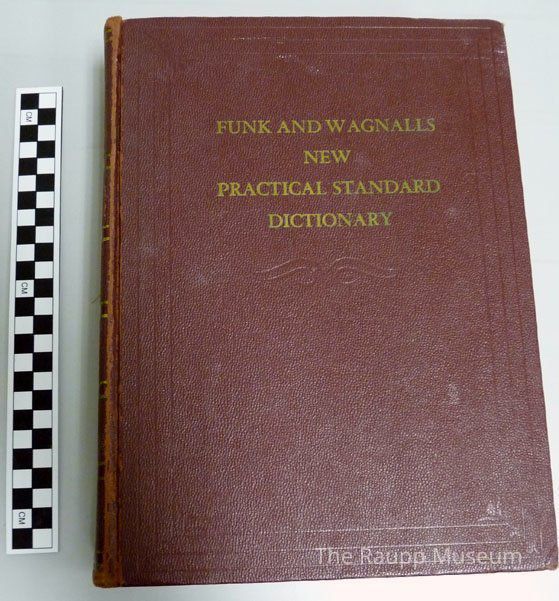 FUNK AND WAGNALLS
NEW
PRACTICAL STANDARD
DICTIONARY
CM
CM
CM
The Raupp Museum